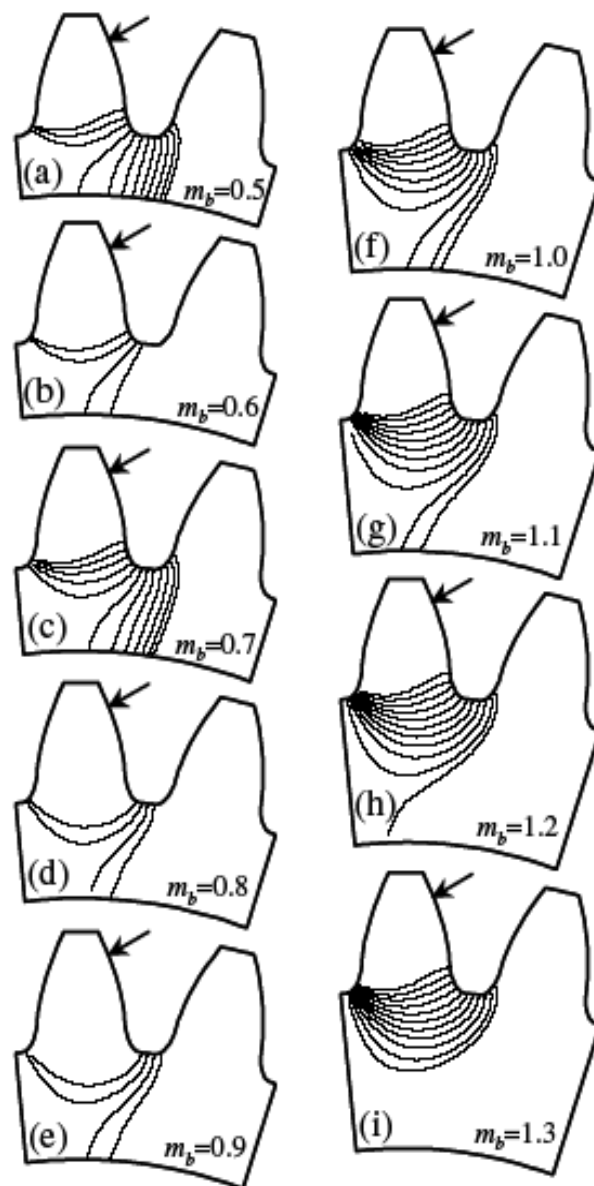 (a) m_b=0.5
(b) m_b=0.6
(c) m_b=0.7
(d) m_b=0.8
(e) m_b=0.9
(f) m_b=1.0
(g) m_b=1.1
(h) m_b=1.2
(i) m_b=1.3